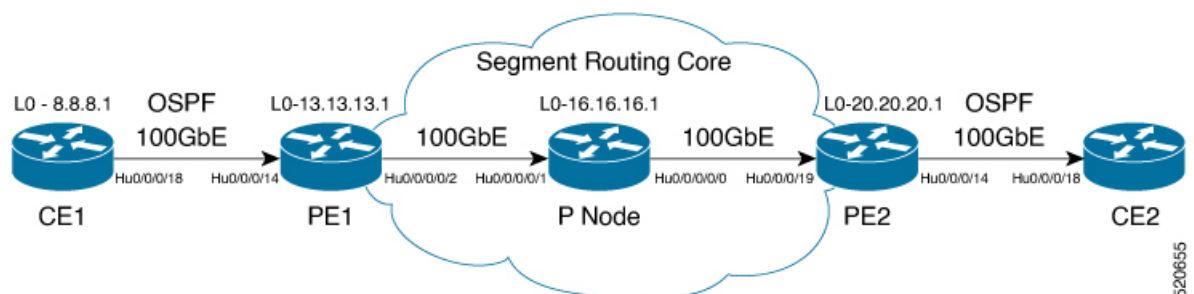 Segment Routing Core
L0 - 8.8.8.1
OSPF
L0-13.13.13.1
L0-16.16.16.1
L0-20.20.20.1
OSPF
100GbE
100GbE
100GbE
100GbE
Hu0/0/0/18
Hu0/0/0/14
Hu0/0/0/0/2
Hu0/0/0/0/1
Hu0/0/0/0/0
Hu0/0/0/19
Hu0/0/0/14
Hu0/0/0/18
CE1
PE1
P Node
PE2
CE2
520655